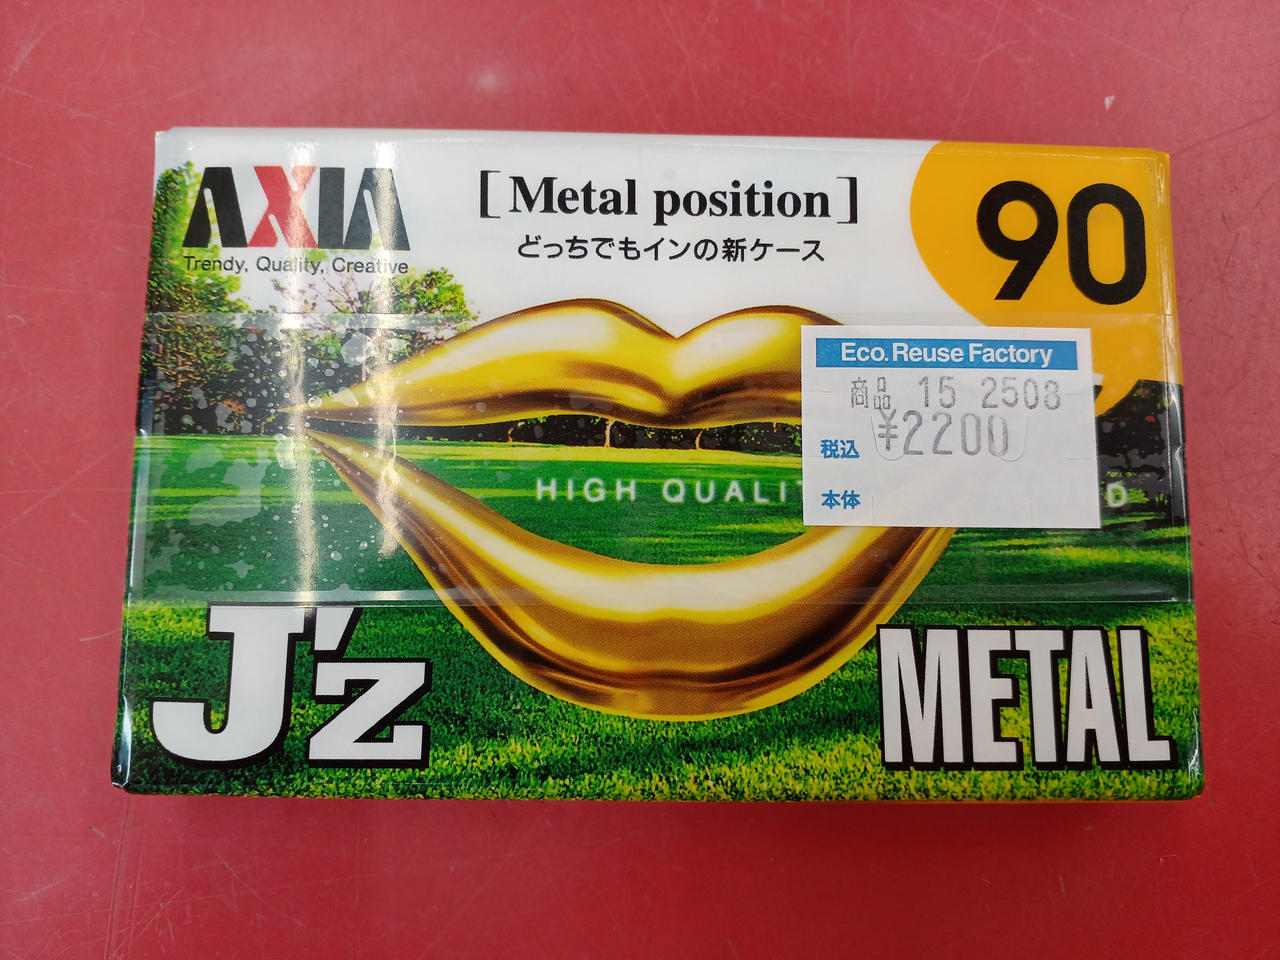 AXIA
Trendy, Quality, Creative
[Metal position]
どっちでもインの新ケース
90
Eco. Reuse Factory
商品 15 2508
税込 ¥2200
本体
HIGH
J'z
METAL